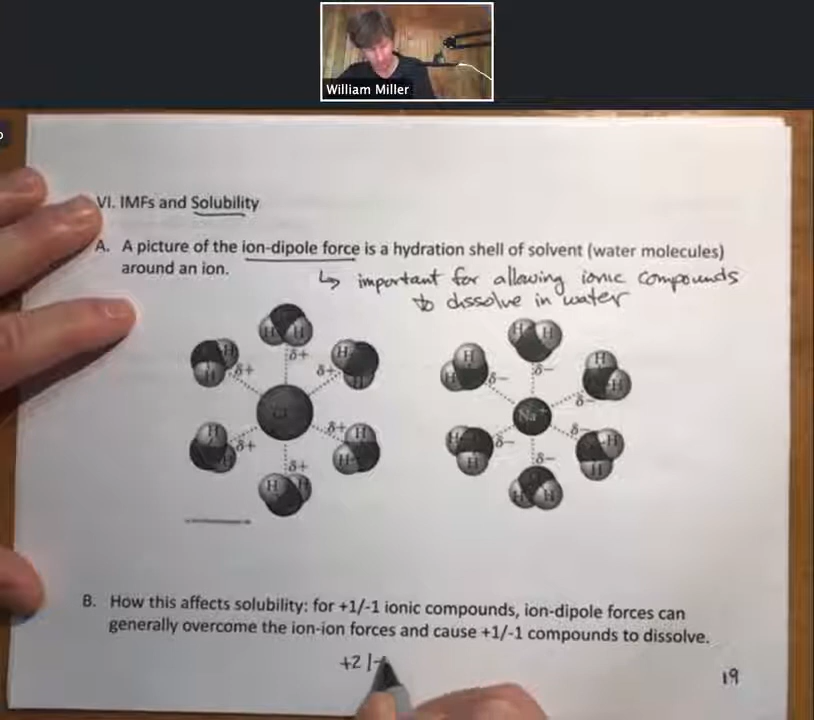 William Miller
VI. IMFs and Solubility
A. A picture of the ion-dipole force is a hydration shell of solvent (water molecules)
around an ion.
↳ important for allowing ionic compounds
to dissolve in water
H H H H
δ+ δ-
H H H H H H
δ+ δ+ δ- δ-
Na+
H δ+ H H H
δ+ H δ- δ- H
δ+ δ- H H
H H H H
B. How this affects solubility: for +1/-1 ionic compounds, ion-dipole forces can
generally overcome the ion-ion forces and cause +1/-1 compounds to dissolve.
+2/-
19